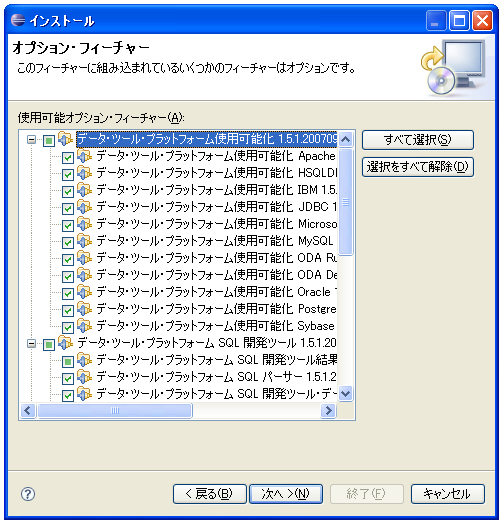 インストール
オプション・フィーチャー
このフィーチャーに組み込まれているいくつかのフィーチャーはオプションです。
使用可能オプション・フィーチャー(A):
データ・ツール・プラットフォーム使用可能化 1.5.1.200709
データ・ツール・プラットフォーム使用可能化 Apache
データ・ツール・プラットフォーム使用可能化 HSQLDI
データ・ツール・プラットフォーム使用可能化 IBM 1.5.
データ・ツール・プラットフォーム使用可能化 JDBC 1
データ・ツール・プラットフォーム使用可能化 Microso
データ・ツール・プラットフォーム使用可能化 MySQL
データ・ツール・プラットフォーム使用可能化 ODA Ru
データ・ツール・プラットフォーム使用可能化 ODA De
データ・ツール・プラットフォーム使用可能化 Oracle
データ・ツール・プラットフォーム使用可能化 Postgre
データ・ツール・プラットフォーム使用可能化 Sybase
データ・ツール・プラットフォーム SQL 開発ツール 1.5.1.20
データ・ツール・プラットフォーム SQL 開発ツール結果
データ・ツール・プラットフォーム SQL パーサー 1.5.1.2
データ・ツール・プラットフォーム SQL 開発ツール・デー
すべて選択(S)
選択をすべて解除(D)
< 戻る(B)
次へ >(N)
終了(F)
キャンセル